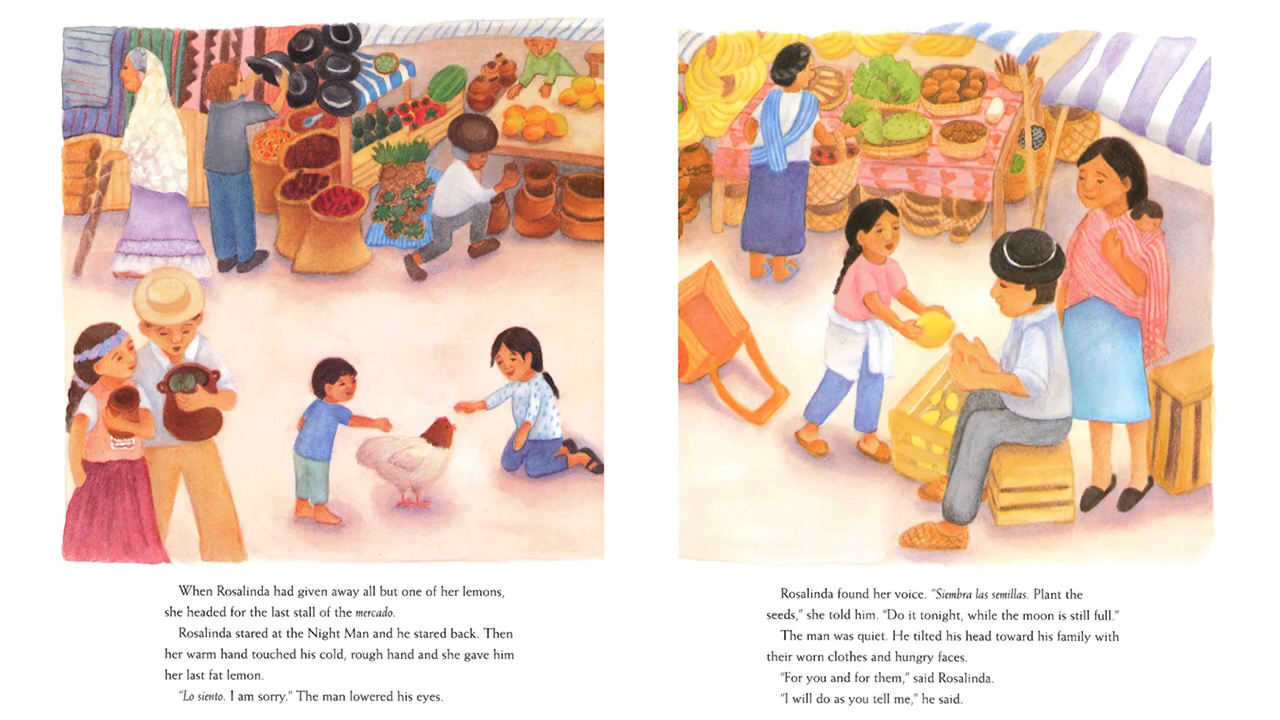 When Rosalinda had given away all but one of her lemons,
she headed for the last stall of the mercado.
Rosalinda stared at the Night Man and he stared back. Then
her warm hand touched his cold, rough hand and she gave him
her last fat lemon.
"Lo siento. I am sorry." The man lowered his eyes.
Rosalinda found her voice. "Siembra las semillas. Plant the
seeds," she told him. "Do it tonight, while the moon is still full."
The man was quiet. He tilted his head toward his family with
their worn clothes and hungry faces.
"For you and for them," said Rosalinda.
"I will do as you tell me," he said.